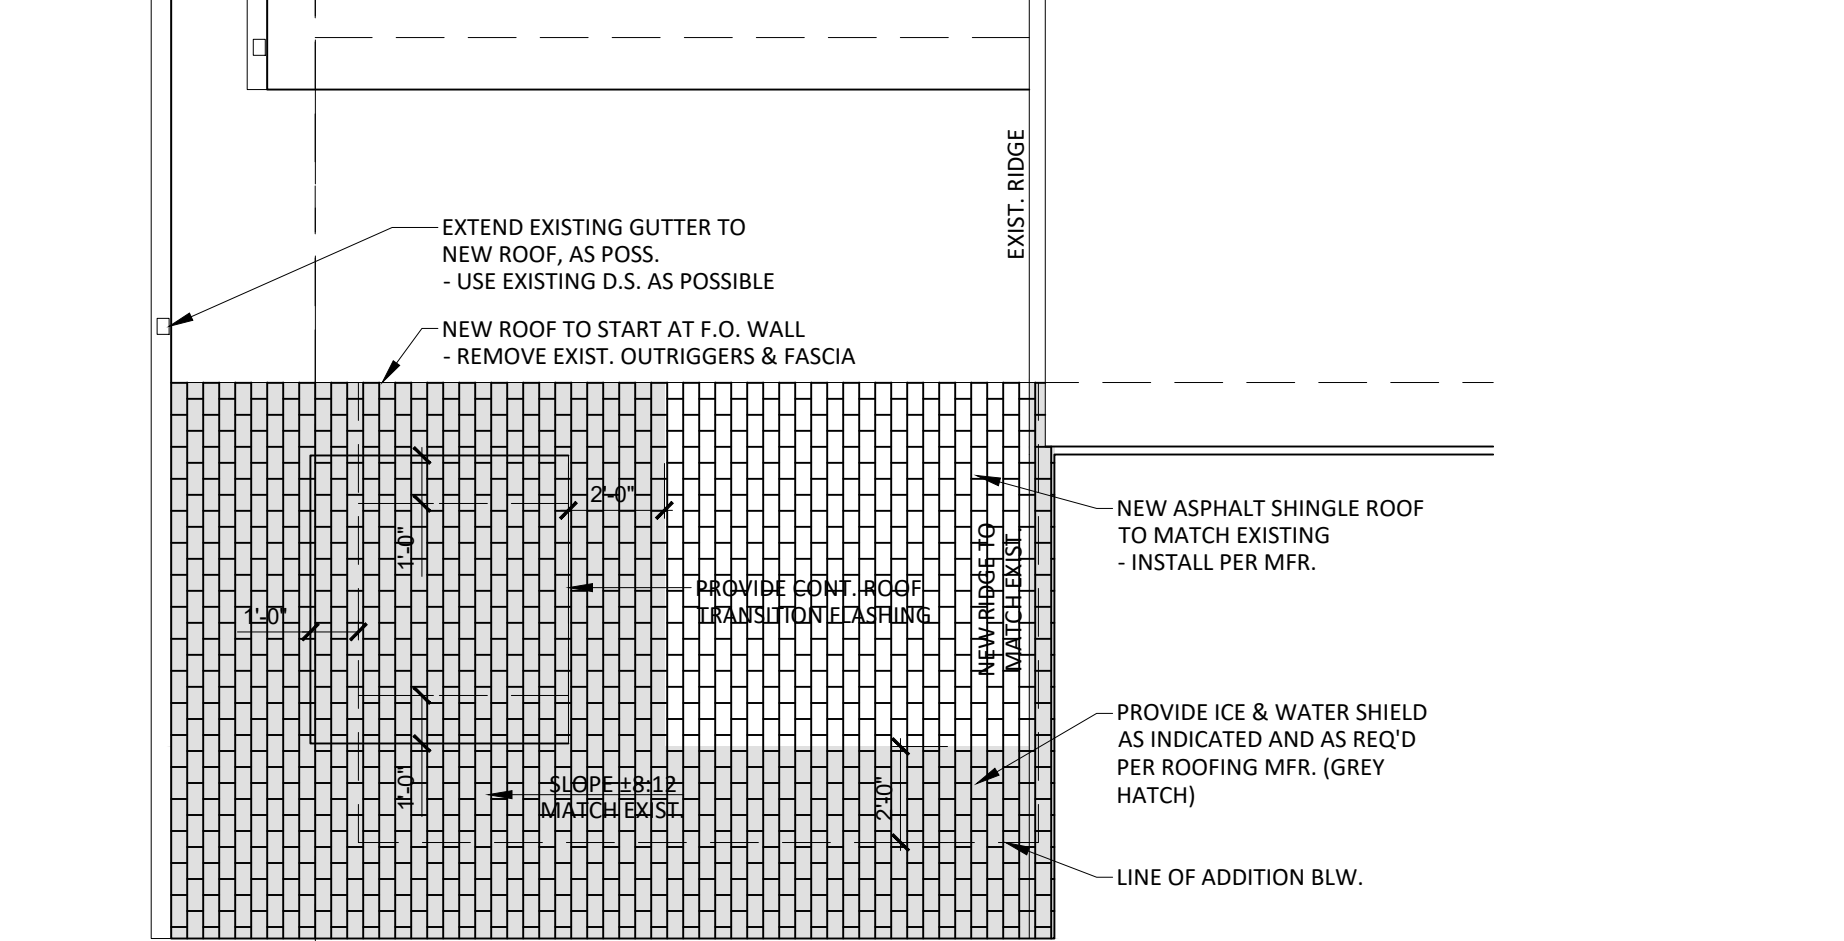 EXIST. RIDGE
EXTEND EXISTING GUTTER TO
NEW ROOF, AS POSS.
- USE EXISTING D.S. AS POSSIBLE
NEW ROOF TO START AT F.O. WALL
- REMOVE EXIST. OUTRIGGERS & FASCIA
2'-0"
1'-0"
NEW ASPHALT SHINGLE ROOF
TO MATCH EXISTING
- INSTALL PER MFR.
NEW RIDGE TO
MATCH EXIST.
PROVIDE CONT. ROOF
TRANSITION FLASHING
1'-0"
PROVIDE ICE & WATER SHIELD
AS INDICATED AND AS REQ'D
PER ROOFING MFR. (GREY
HATCH)
SLOPE ±8:12
MATCH EXIST.
1'-0"
2'-0"
LINE OF ADDITION BLW.